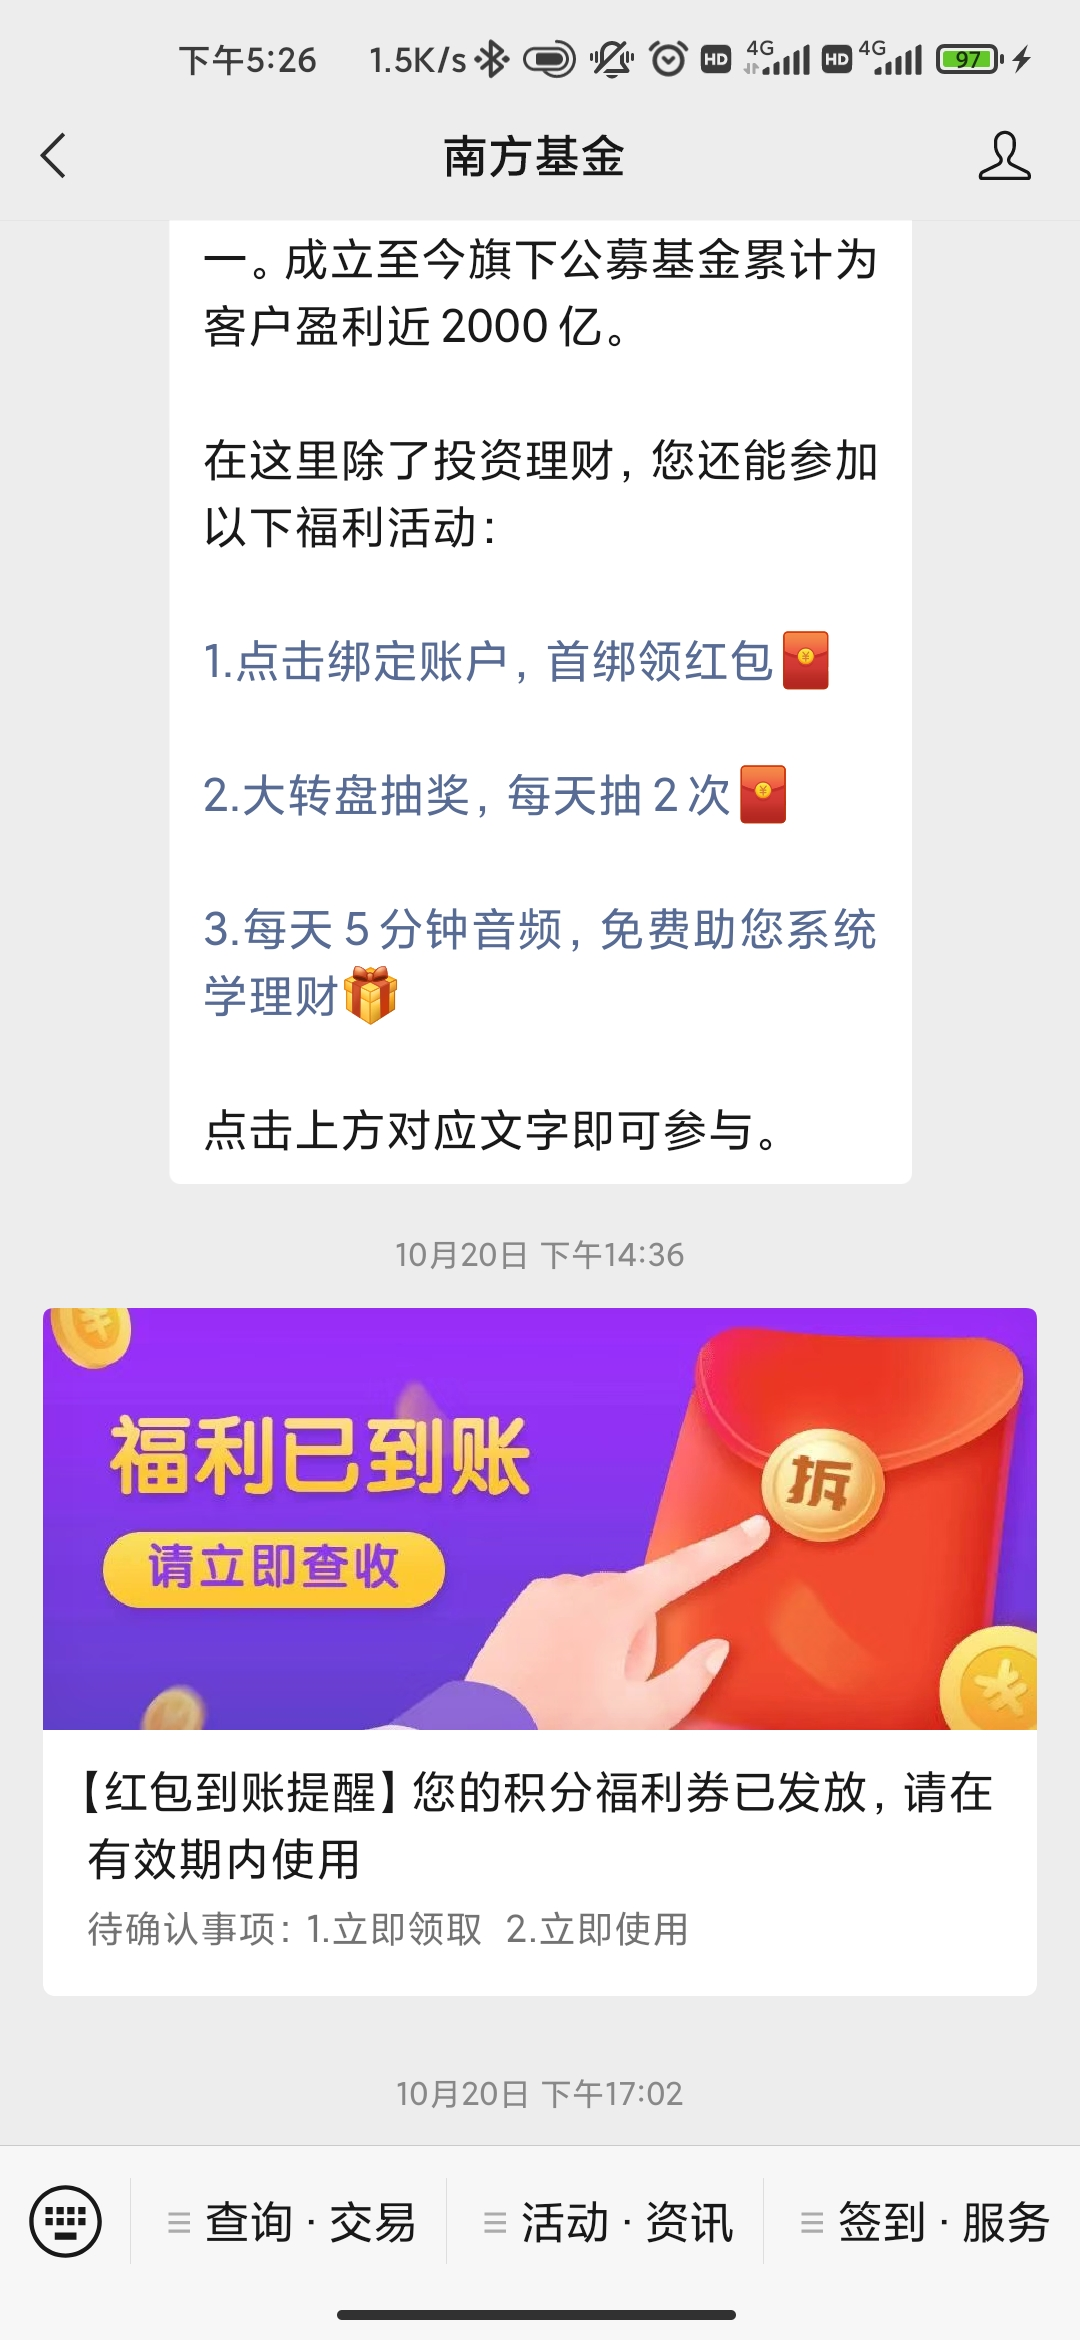 下午5:26 1.5K/s HD 4G HD 4G 97
南方基金
一。成立至今旗下公募基金累计为
客户盈利近 2000 亿。
在这里除了投资理财，您还能参加
以下福利活动：
1.点击绑定账户，首绑领红包
2.大转盘抽奖，每天抽 2 次
3.每天 5 分钟音频，免费助您系统
学理财
点击上方对应文字即可参与。
10月20日 下午14:36
福利已到账
拆
请立即查收
【红包到账提醒】您的积分福利券已发放，请在
有效期内使用
待确认事项：1.立即领取 2.立即使用
10月20日 下午17:02
查询 · 交易 活动 · 资讯 签到 · 服务